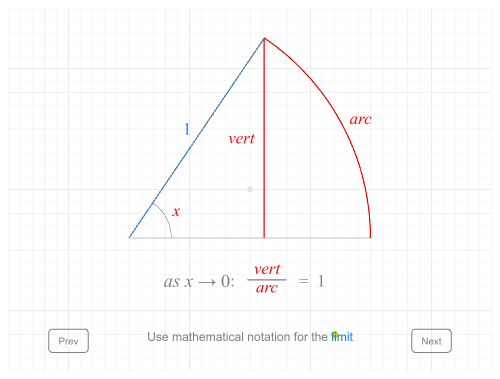 1
vert
arc
x
as x → 0: vert/arc = 1
Prev
Use mathematical notation for the limit
Next